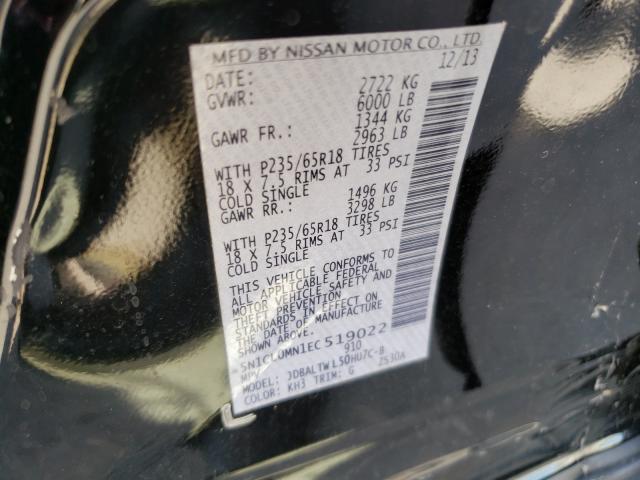 MFD BY NISSAN MOTOR CO., LTD.
DATE: 12/13
GVWR: 2722 KG
6000 LB
GAWR FR.: 1344 KG
2963 LB
WITH P235/65R18 TIRES
18 X 7.5 RIMS AT 33 PSI
COLD SINGLE
GAWR RR.: 1496 KG
3298 LB
WITH P235/65R18 TIRES
18 X 7.5 RIMS AT 33 PSI
COLD SINGLE
THIS VEHICLE CONFORMS TO
ALL APPLICABLE FEDERAL
MOTOR VEHICLE SAFETY AND
THEFT PREVENTION
STANDARDS IN EFFECT ON
THE DATE OF MANUFACTURE
SHOWN ABOVE.
5N1CL0MN1EC519022
MPV 910
MODEL: JDBALTWL50HU7C-B
COLOR: KH3 TRIM: G Z530A